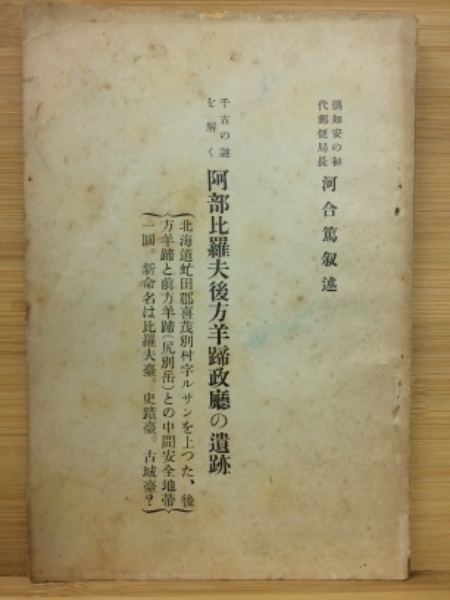 倶知安の初
代郵便局長
河合篤叙述
千古の謎
を解く
阿部比羅夫後方羊蹄政廳の遺跡
北海道虻田郡喜茂別村字ルサンを上つた、後
方羊蹄と前方羊蹄(尻別岳)との中間安全地帶
一圓。新命名は比羅夫臺。史蹟臺。古城臺?